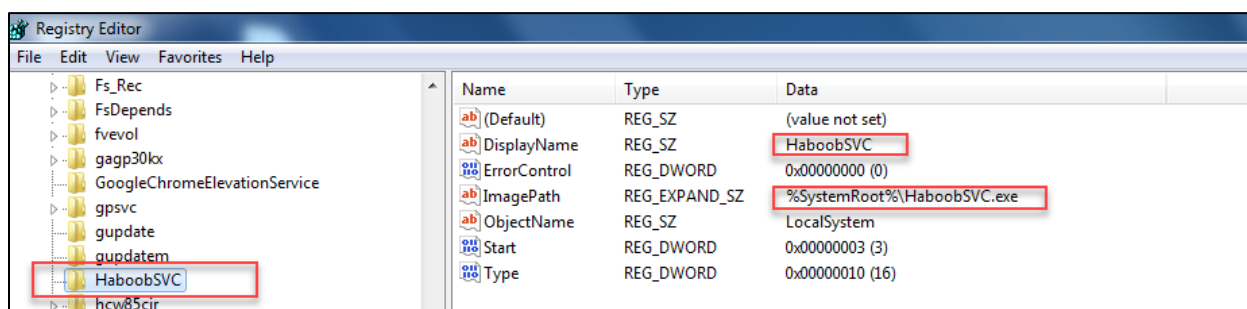 Registry Editor
File Edit View Favorites Help
Fs_Rec
FsDepends
fvevol
gagp30kx
GoogleChromeElevationService
gpsvc
gupdate
gupdatem
HaboobSVC
hcw85cir
Name Type Data
(Default) REG_SZ (value not set)
DisplayName REG_SZ HaboobSVC
ErrorControl REG_DWORD 0x00000000 (0)
ImagePath REG_EXPAND_SZ %SystemRoot%\HaboobSVC.exe
ObjectName REG_SZ LocalSystem
Start REG_DWORD 0x00000003 (3)
Type REG_DWORD 0x00000010 (16)